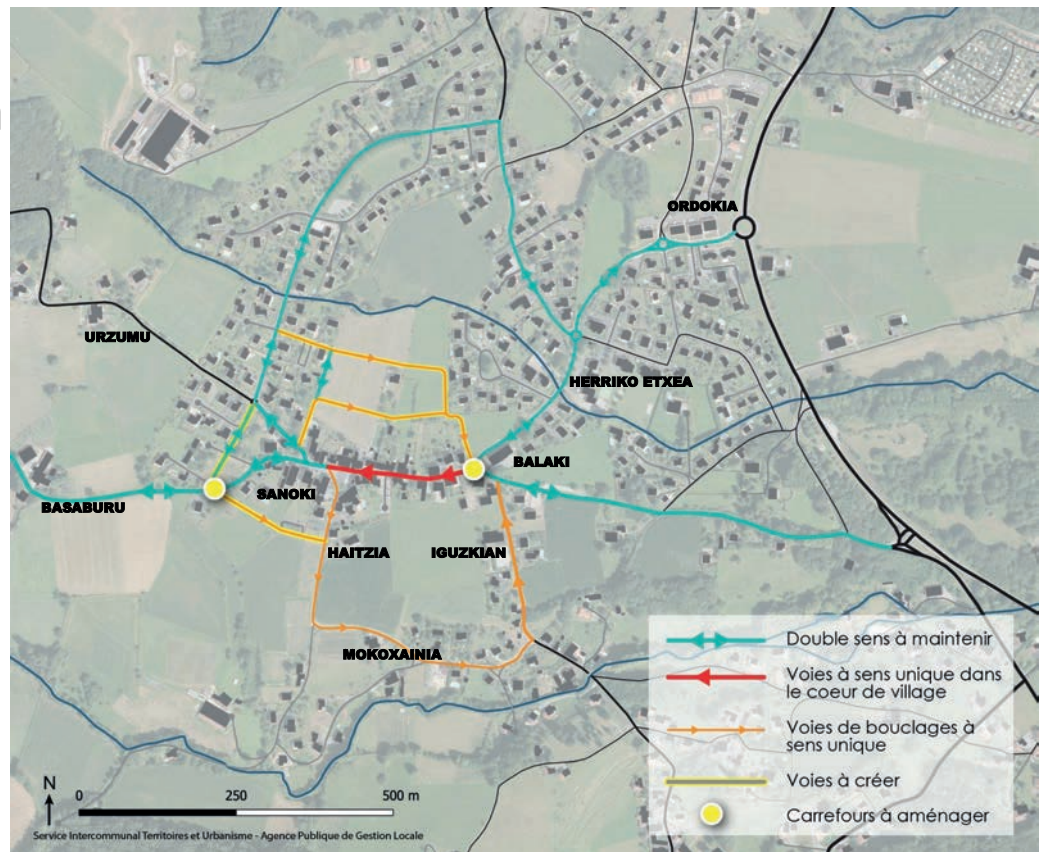 ORDOKIA
URZUMU
HERRIKO ETXEA
BALAKI
SANOKI
BASABURU
HAITZIA
IGUZKIAN
MOKOXAINIA
Double sens à maintenir
Voies à sens unique dans
le coeur de village
Voies de bouclages à
sens unique
Voies à créer
Carrefours à aménager
N
0 250 500 m
Service Intercommunal Territoires et Urbanisme - Agence Publique de Gestion Locale